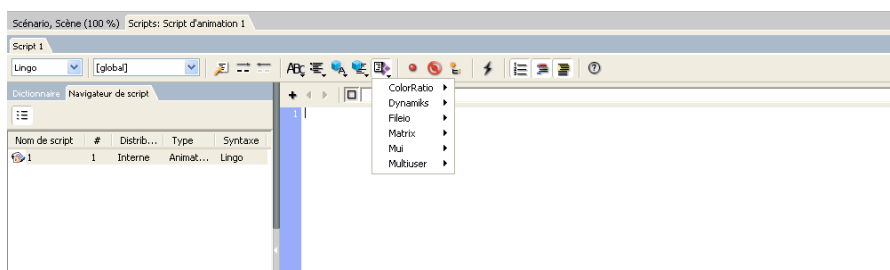 Scénario, Scène (100 %) Scripts: Script d'animation 1
Script 1
Lingo [global]
Dictionnaire Navigateur de script
Nom de script # Distrib... Type Syntaxe
1 1 Interne Animat... Lingo
1
ColorRatio
Dynamiks
Fileio
Matrix
Mui
Multiuser